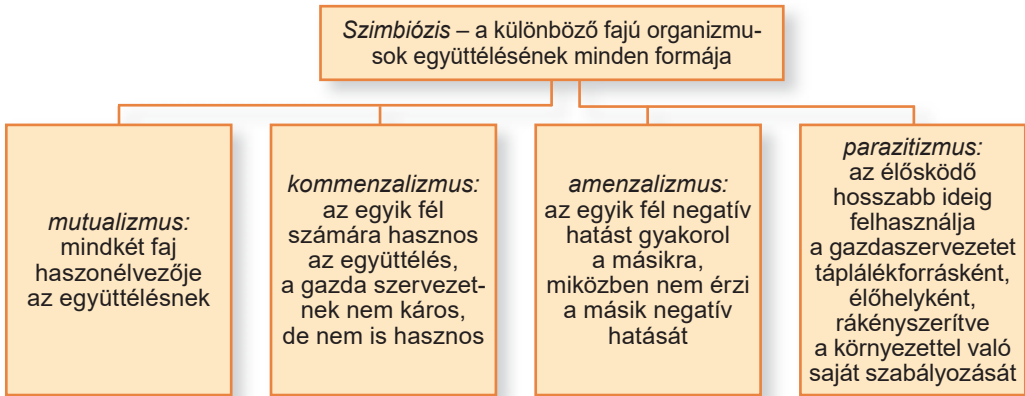 Szimbiózis – a különböző fajú organizmu-
sok együttélésének minden formája
mutualizmus:
mindkét faj
haszonélvezője
az együttélésnek
kommenzalizmus:
az egyik fél
számára hasznos
az együttélés,
a gazda szervezet-
nek nem káros,
de nem is hasznos
amenzalizmus:
az egyik fél negatív
hatást gyakorol
a másikra,
miközben nem érzi
a másik negatív
hatását
parazitizmus:
az élősködő
hosszabb ideig
felhasználja
a gazdaszervezetet
táplálékforrásként,
élőhelyként,
rákényszerítve
a környezettel való
saját szabályozását